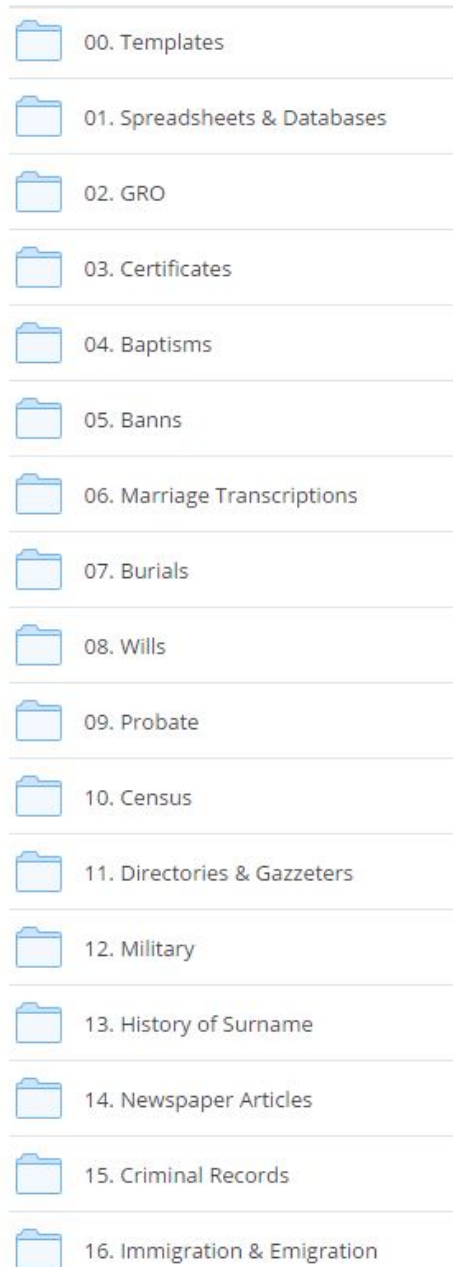 00. Templates
01. Spreadsheets & Databases
02. GRO
03. Certificates
04. Baptisms
05. Banns
06. Marriage Transcriptions
07. Burials
08. Wills
09. Probate
10. Census
11. Directories & Gazzeters
12. Military
13. History of Surname
14. Newspaper Articles
15. Criminal Records
16. Immigration & Emigration